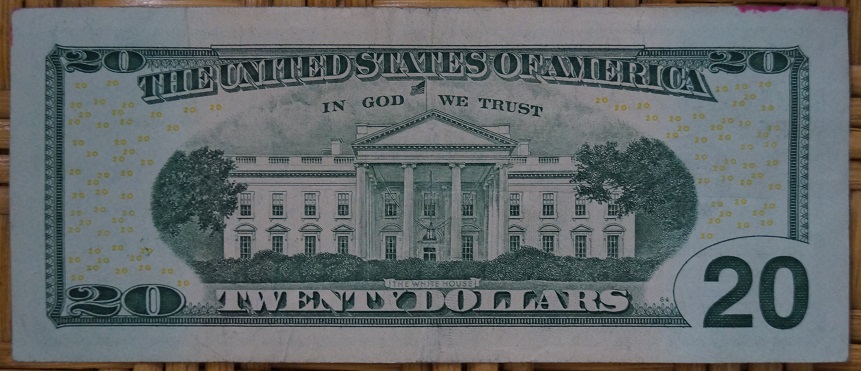 20 20
THE UNITED STATES OF AMERICA
IN GOD WE TRUST
THE WHITE HOUSE
20 TWENTY DOLLARS 20